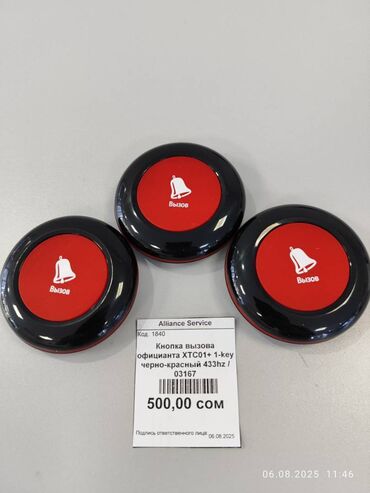 Вызов
Вызов
Вызов
Alliance Service
Код. 1840
Кнопка вызова
официанта XTC01+ 1-key
черно-красный 433hz /
03167
500,00 сом
Подпись ответственного лица:
06.08.2025
06.08.2025 11:46